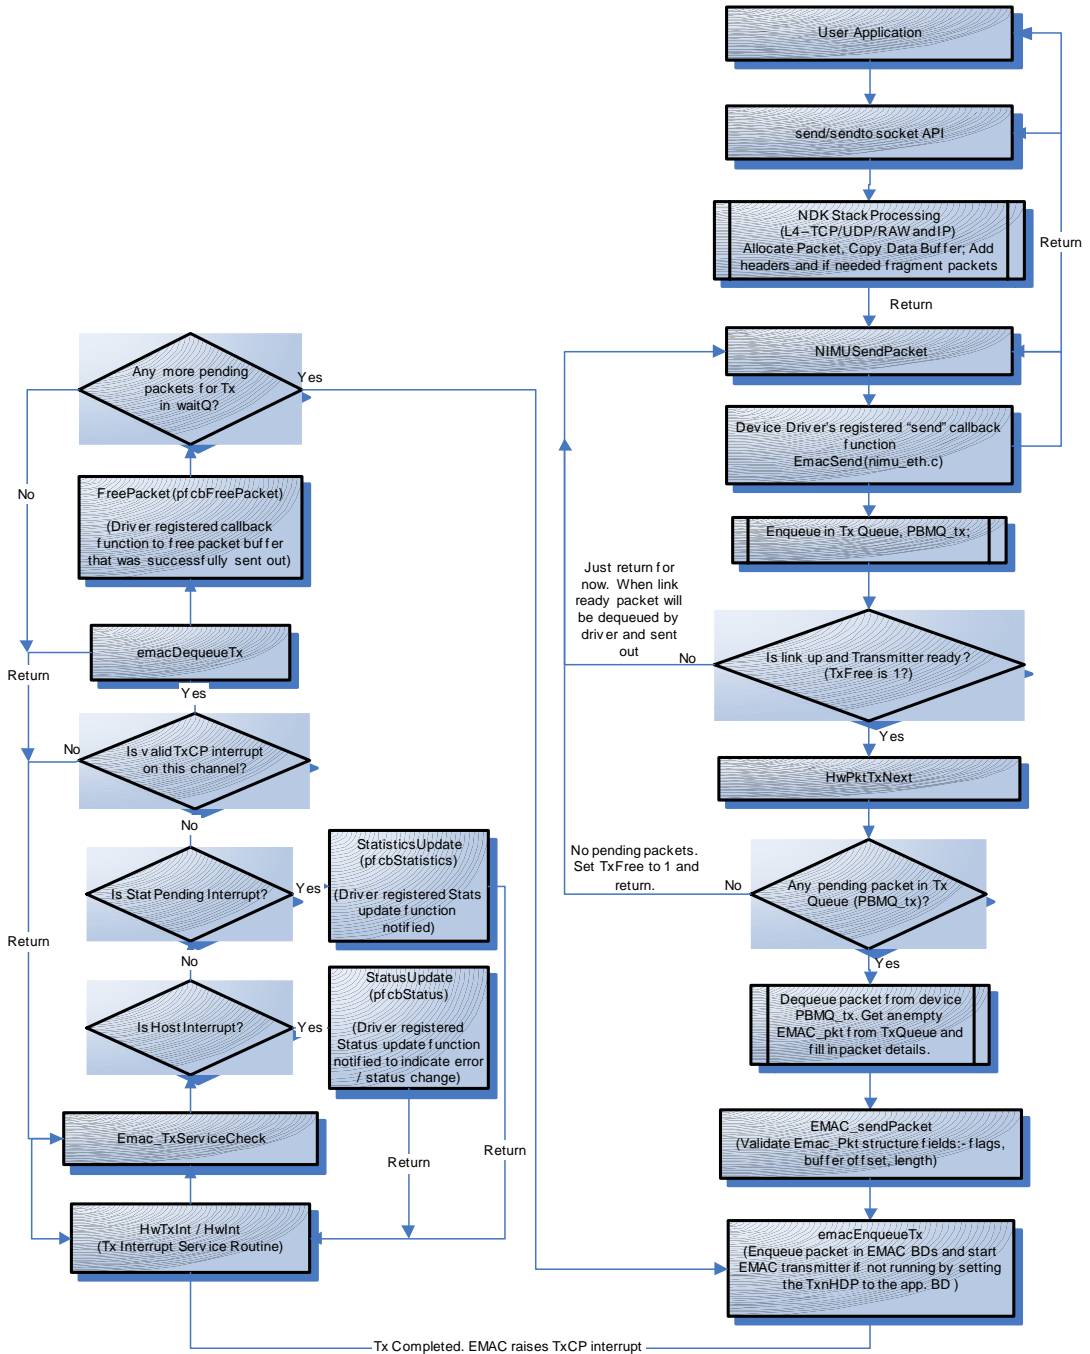 User Application
send/sendto socket API
NDK Stack Processing
(L4–TCP/UDP/RAW and IP)
Allocate Packet, Copy Data Buffer; Add
headers and if needed fragment packets
Return
Return
NIMUSendPacket
Device Driver's registered “send” callback
function
EmacSend(nimu_eth.c)
Enqueue in Tx Queue, PBMQ_tx;
Just return for
now. When link
ready packet will
be dequeued by
driver and sent
out
No
Is link up and Transmitter ready?
(TxFree is 1?)
Yes
HwPktTxNext
No pending packets.
Set TxFree to 1 and
return.
No
Any pending packet in Tx
Queue (PBMQ_tx)?
Yes
Dequeue packet from device
PBMQ_tx. Get an empty
EMAC_pkt from TxQueue and
fill in packet details.
EMAC_sendPacket
(Validate Emac_Pkt structure fields:- flags,
buffer offset, length)
emacEnqueueTx
(Enqueue packet in EMAC BDs and start
EMAC transmitter if not running by setting
the TxnHDP to the app. BD )
Any more pending
packets for Tx
in waitQ?
Yes
No
FreePacket(pfcbFreePacket)
(Driver registered callback
function to free packet buffer
that was successfully sent out)
emacDequeueTx
Return
Yes
No
Is valid TxCP interrupt
on this channel?
No
Is Stat Pending Interrupt?
Yes
StatisticsUpdate
(pfcbStatistics)
(Driver registered Stats
update function
notified)
Return
No
Is Host Interrupt?
Yes
StatusUpdate
(pfcbStatus)
(Driver registered
Status update function
notified to indicate error
/ status change)
Emac_TxServiceCheck
Return
Return
HwTxInt / HwInt
(Tx Interrupt Service Routine)
Tx Completed. EMAC raises TxCP interrupt